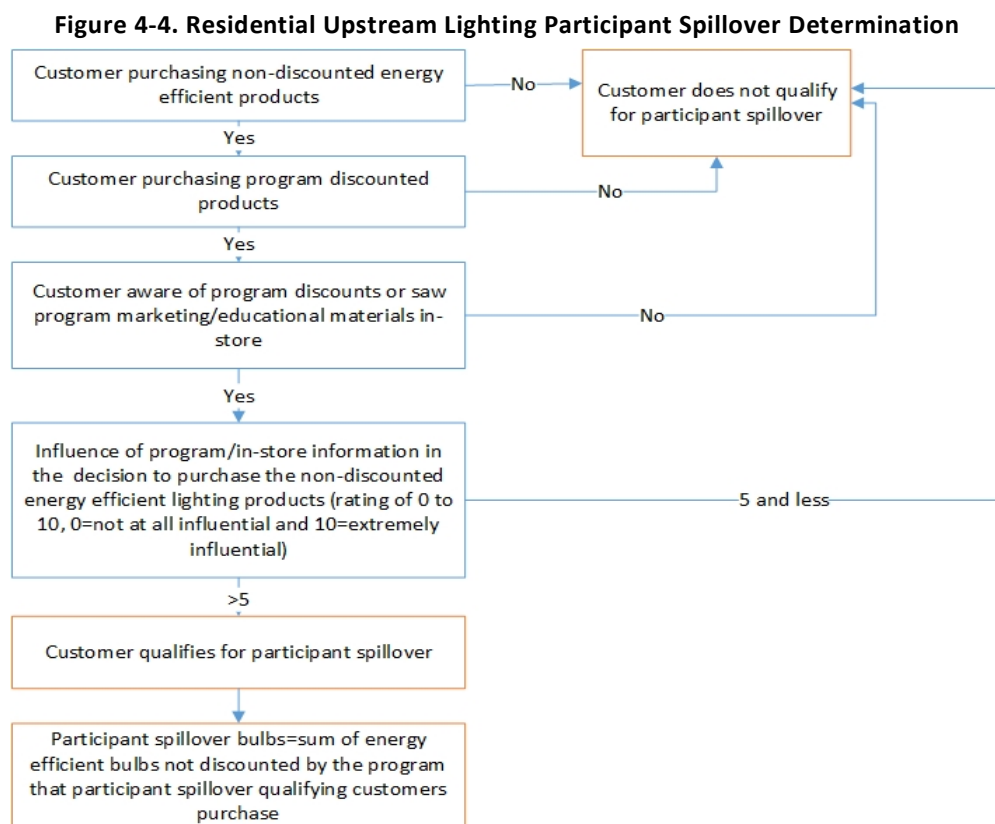 Figure 4-4. Residential Upstream Lighting Participant Spillover Determination
Customer purchasing non-discounted energy
efficient products
No
Customer does not qualify
for participant spillover
Yes
Customer purchasing program discounted
products
No
Yes
Customer aware of program discounts or saw
program marketing/educational materials in-
store
No
Yes
Influence of program/in-store information in
the decision to purchase the non-discounted
energy efficient lighting products (rating of 0 to
10, 0=not at all influential and 10=extremely
influential)
5 and less
>5
Customer qualifies for participant spillover
Participant spillover bulbs=sum of energy
efficient bulbs not discounted by the program
that participant spillover qualifying customers
purchase